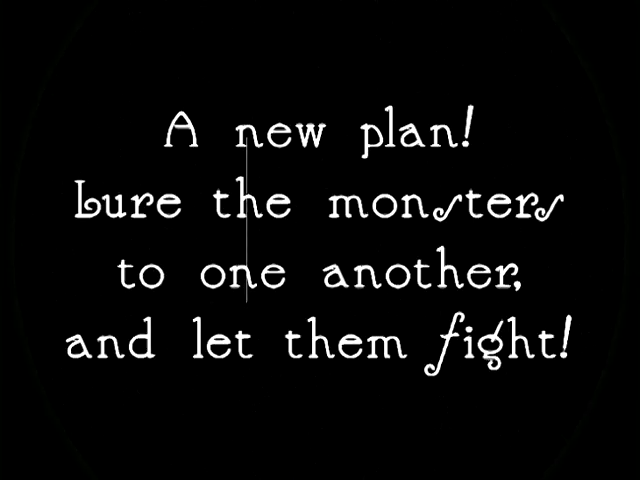 A new plan!
Lure the monsters
to one another,
and let them fight!